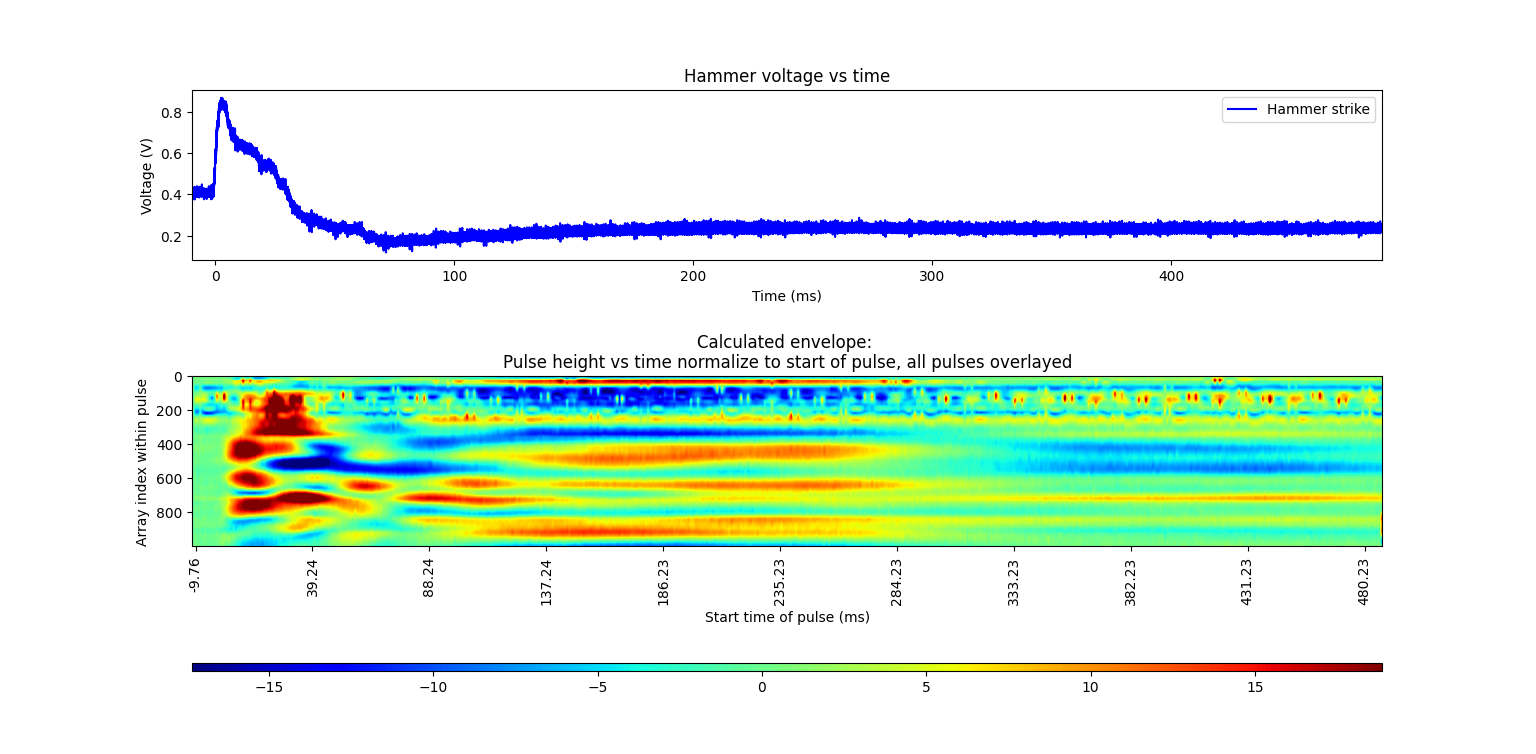 Hammer voltage vs time
Voltage (V)
0.8
0.6
0.4
0.2
Hammer strike
0 100 200 300 400
Time (ms)
Calculated envelope:
Pulse height vs time normalize to start of pulse, all pulses overlayed
Array index within pulse
0
200
400
600
800
-9.76 39.24 88.24 137.24 186.23 235.23 284.23 333.23 382.23 431.23 480.23
Start time of pulse (ms)
−15 −10 −5 0 5 10 15